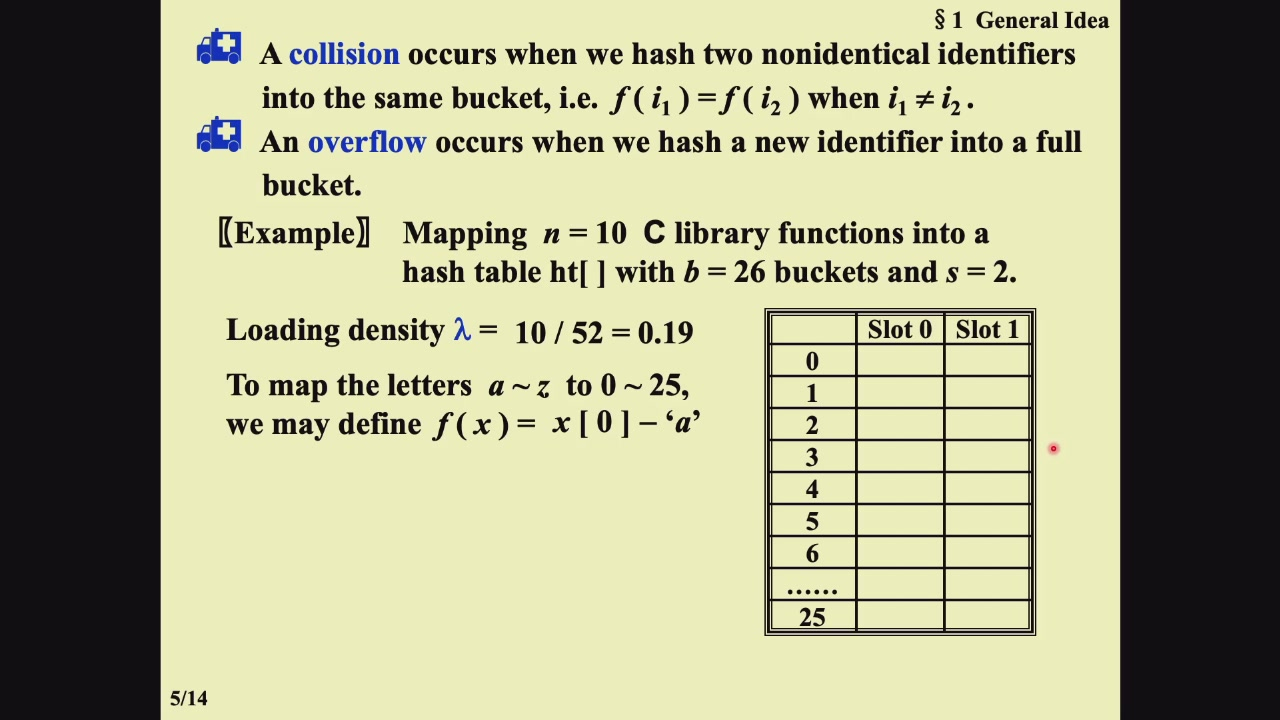 § 1 General Idea
A collision occurs when we hash two nonidentical identifiers
into the same bucket, i.e. f ( i₁ ) = f ( i₂ ) when i₁ ≠ i₂ .
An overflow occurs when we hash a new identifier into a full
bucket.
〖Example〗 Mapping n = 10 C library functions into a
hash table ht[ ] with b = 26 buckets and s = 2.
Loading density λ = 10 / 52 = 0.19
To map the letters a ~ z to 0 ~ 25,
we may define f ( x ) = x [ 0 ] – ‘a’
Slot 0 Slot 1
0
1
2
3
4
5
6
……
25
5/14